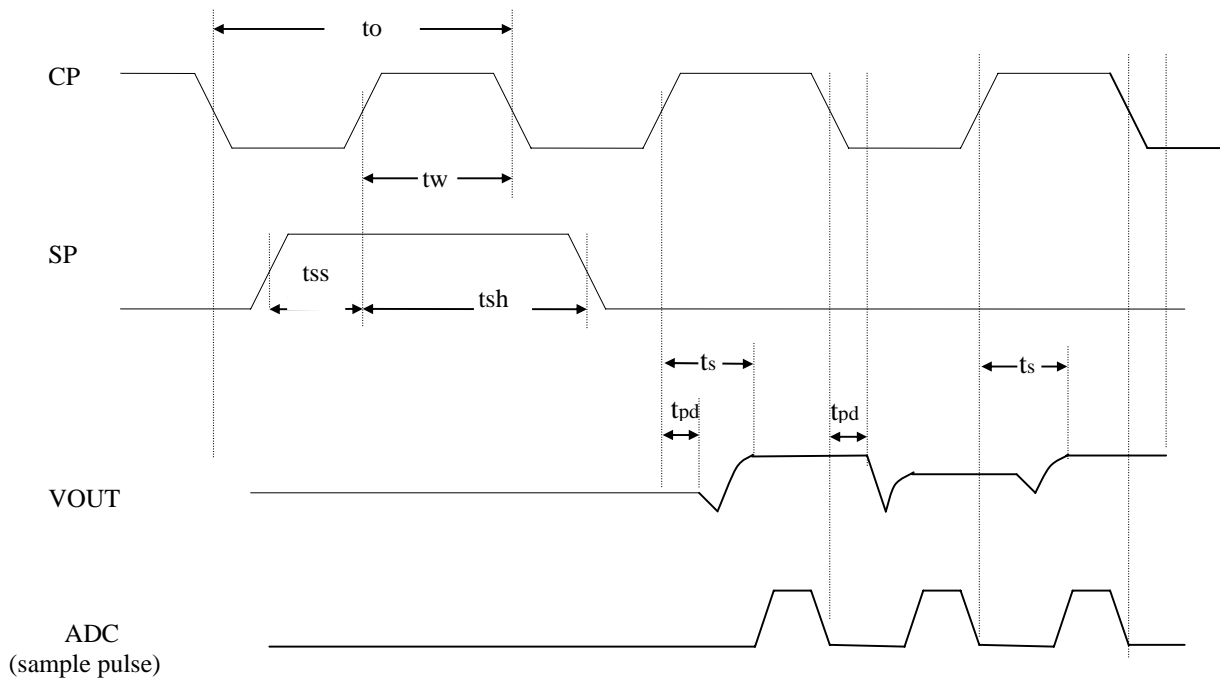 to
CP
tw
SP
tss
tsh
ts
ts
tpd
tpd
VOUT
ADC
(sample pulse)